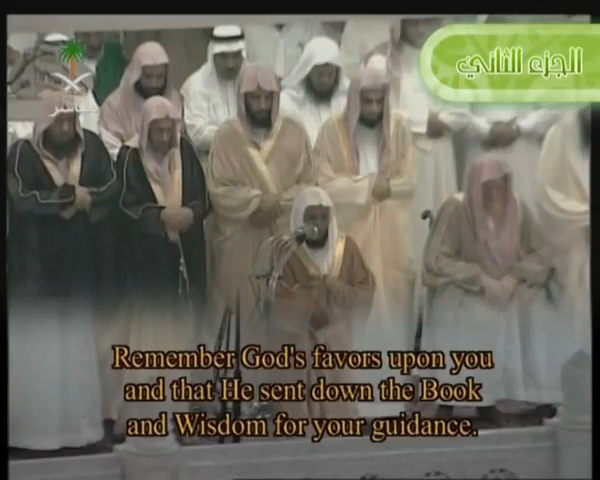 الجزء الثاني
مباشر
Remember God's favors upon you
and that He sent down the Book
and Wisdom for your guidance.